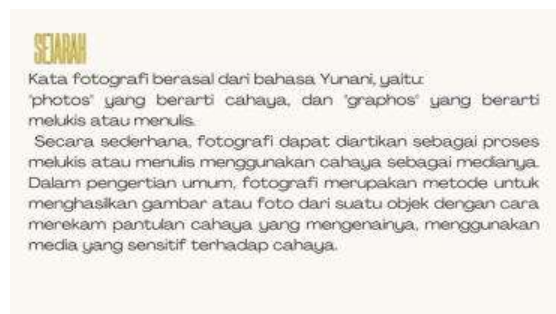 SEJARAH
Kata fotografi berasal dari bahasa Yunani, yaitu:
"photos" yang berarti cahaya, dan "graphos" yang berarti
melukis atau menulis.
Secara sederhana, fotografi dapat diartikan sebagai proses
melukis atau menulis menggunakan cahaya sebagai medianya.
Dalam pengertian umum, fotografi merupakan metode untuk
menghasilkan gambar atau foto dari suatu objek dengan cara
merekam pantulan cahaya yang mengenainya, menggunakan
media yang sensitif terhadap cahaya.